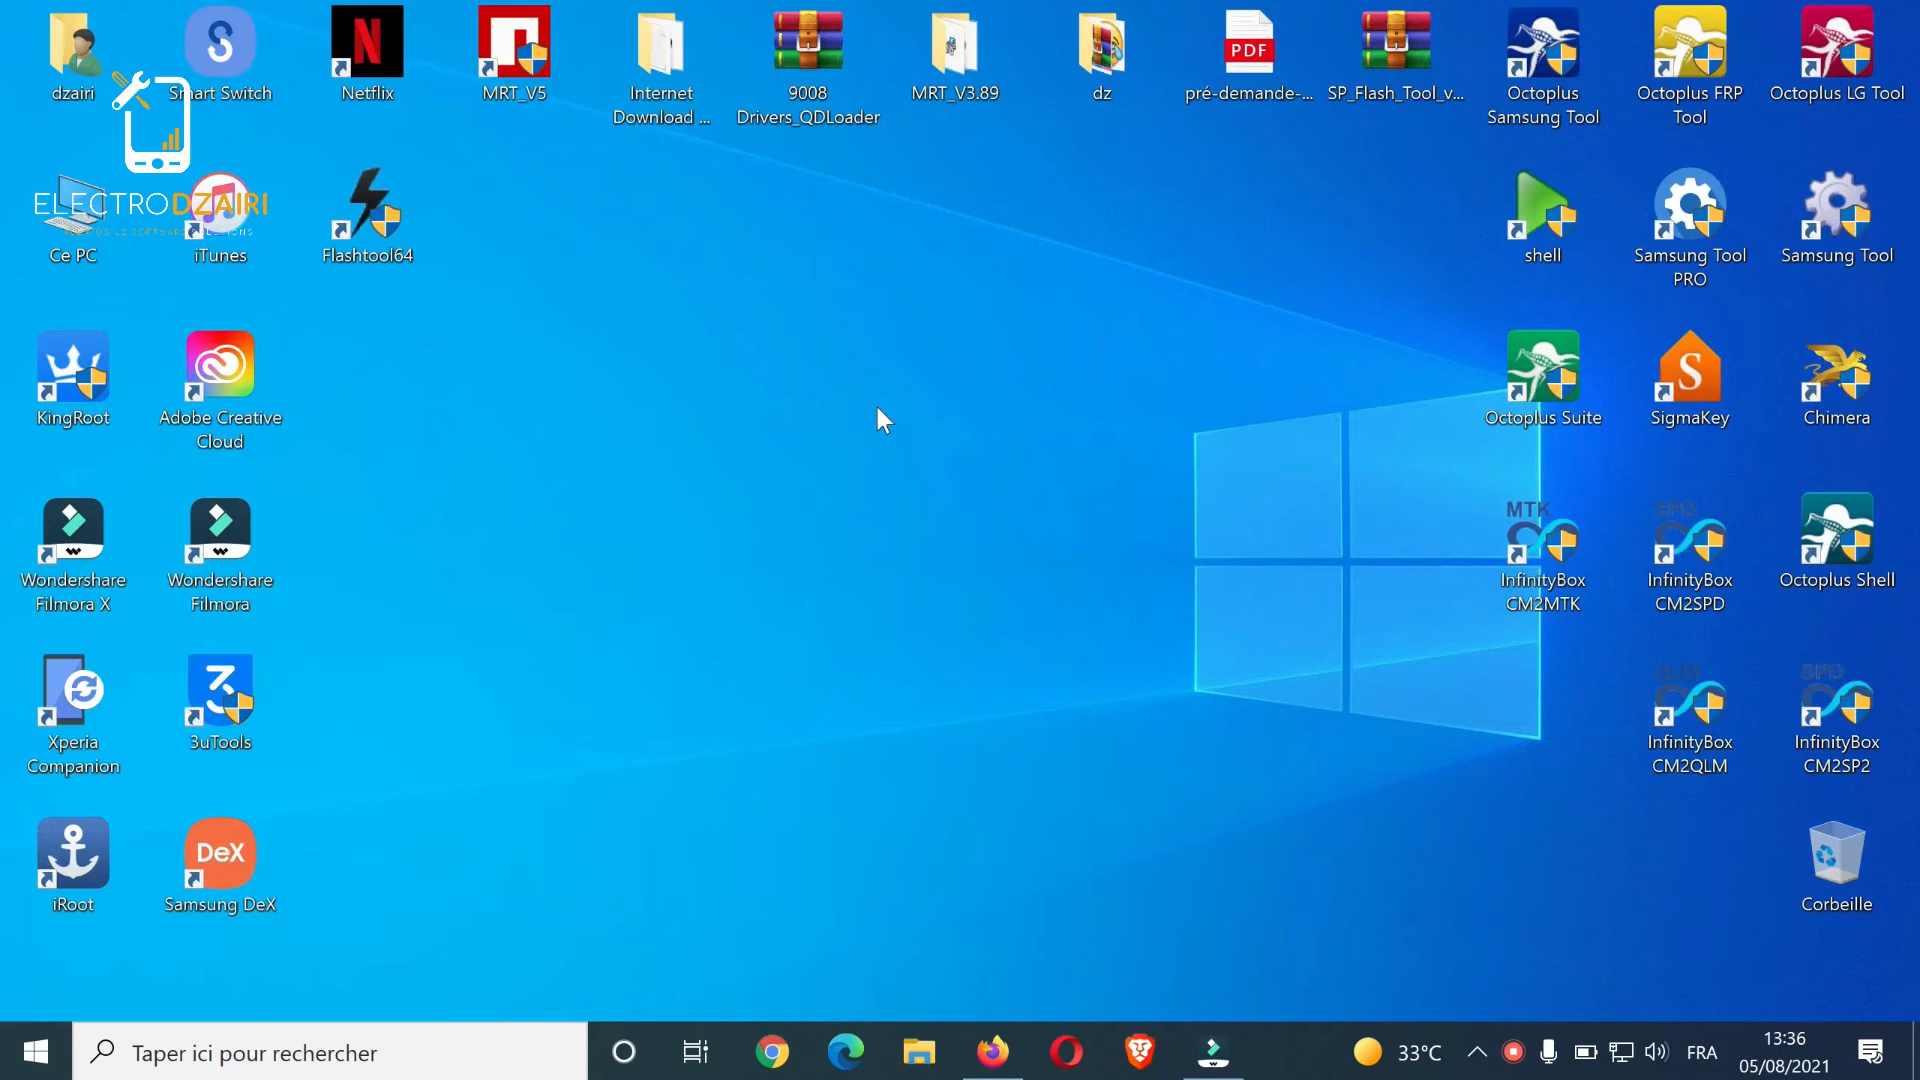 dzairi
Smart Switch
Netflix
MRT_V5
Internet
Download ...
9008
Drivers_QDLoader
MRT_V3.89
dz
PDF
pré-demande-...
SP_Flash_Tool_v...
Octoplus
Samsung Tool
Octoplus FRP
Tool
Octoplus LG Tool
ELECTRODZAIRI
Ce PC
iTunes
Flashtool64
shell
Samsung Tool
PRO
Samsung Tool
KingRoot
Adobe Creative
Cloud
Octoplus Suite
S
SigmaKey
Chimera
Wondershare
Filmora X
Wondershare
Filmora
MTK
InfinityBox
CM2MTK
SPD
InfinityBox
CM2SPD
Octoplus Shell
Xperia
Companion
3uTools
InfinityBox
CM2QLM
SPD
InfinityBox
CM2SP2
iRoot
DeX
Samsung DeX
Corbeille
Taper ici pour rechercher
33°C
FRA
13:36
05/08/2021